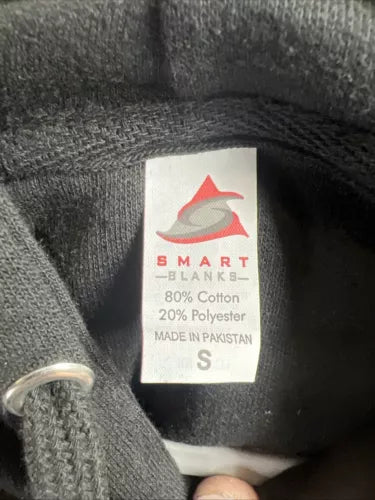 SMART
—BLANKS—
80% Cotton
20% Polyester
MADE IN PAKISTAN
S